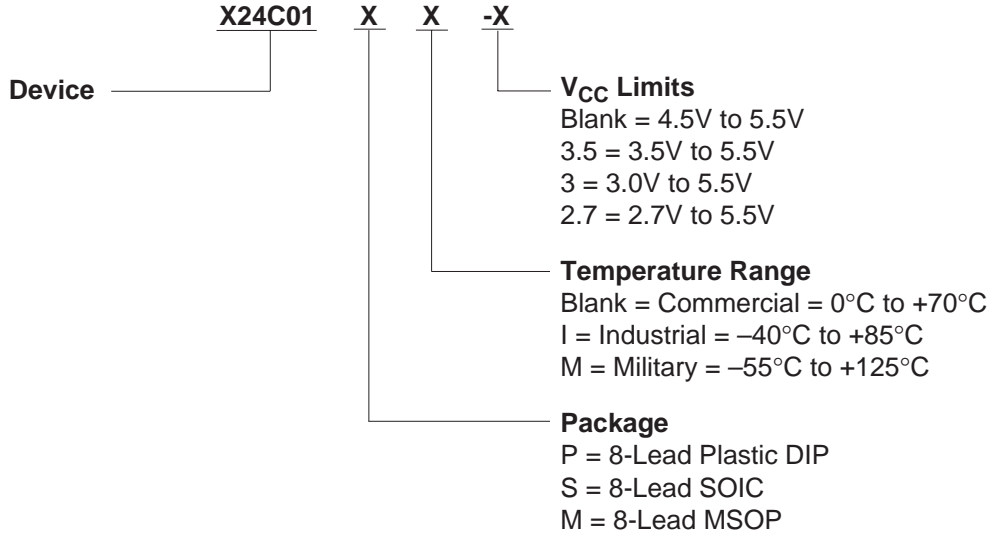 X24C01 X X -X
Device
VCC Limits
Blank = 4.5V to 5.5V
3.5 = 3.5V to 5.5V
3 = 3.0V to 5.5V
2.7 = 2.7V to 5.5V
Temperature Range
Blank = Commercial = 0°C to +70°C
I = Industrial = –40°C to +85°C
M = Military = –55°C to +125°C
Package
P = 8-Lead Plastic DIP
S = 8-Lead SOIC
M = 8-Lead MSOP